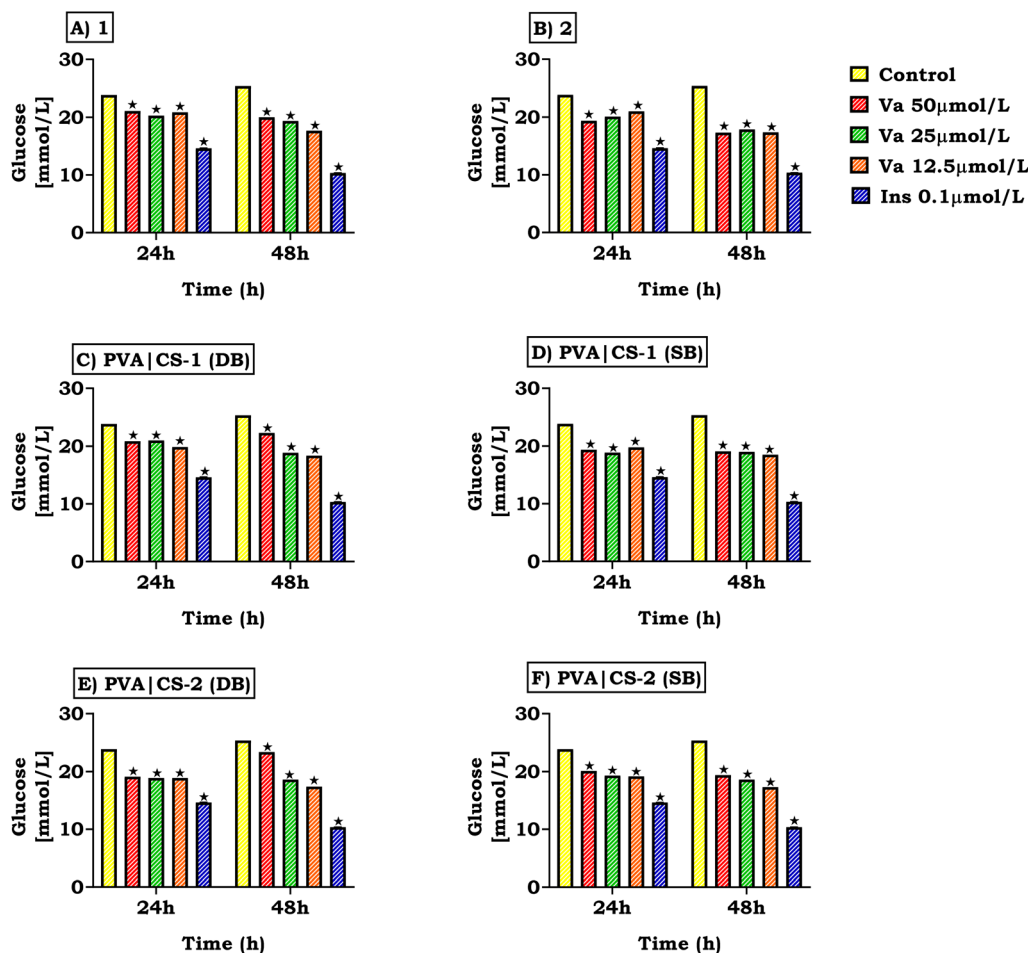 A) 1
30
20
10
0
Glucose
[mmol/L]
★ ★ ★ ★ ★ ★ ★ ★
24h 48h
Time (h)
B) 2
30
20
10
0
Glucose
[mmol/L]
★ ★ ★ ★ ★ ★ ★ ★
24h 48h
Time (h)
Control
Va 50μmol/L
Va 25μmol/L
Va 12.5μmol/L
Ins 0.1μmol/L
C) PVA|CS-1 (DB)
30
20
10
0
Glucose
[mmol/L]
★ ★ ★ ★ ★ ★ ★ ★
24h 48h
Time (h)
D) PVA|CS-1 (SB)
30
20
10
0
Glucose
[mmol/L]
★ ★ ★ ★ ★ ★ ★ ★
24h 48h
Time (h)
E) PVA|CS-2 (DB)
30
20
10
0
Glucose
[mmol/L]
★ ★ ★ ★ ★ ★ ★ ★
24h 48h
Time (h)
F) PVA|CS-2 (SB)
30
20
10
0
Glucose
[mmol/L]
★ ★ ★ ★ ★ ★ ★ ★
24h 48h
Time (h)